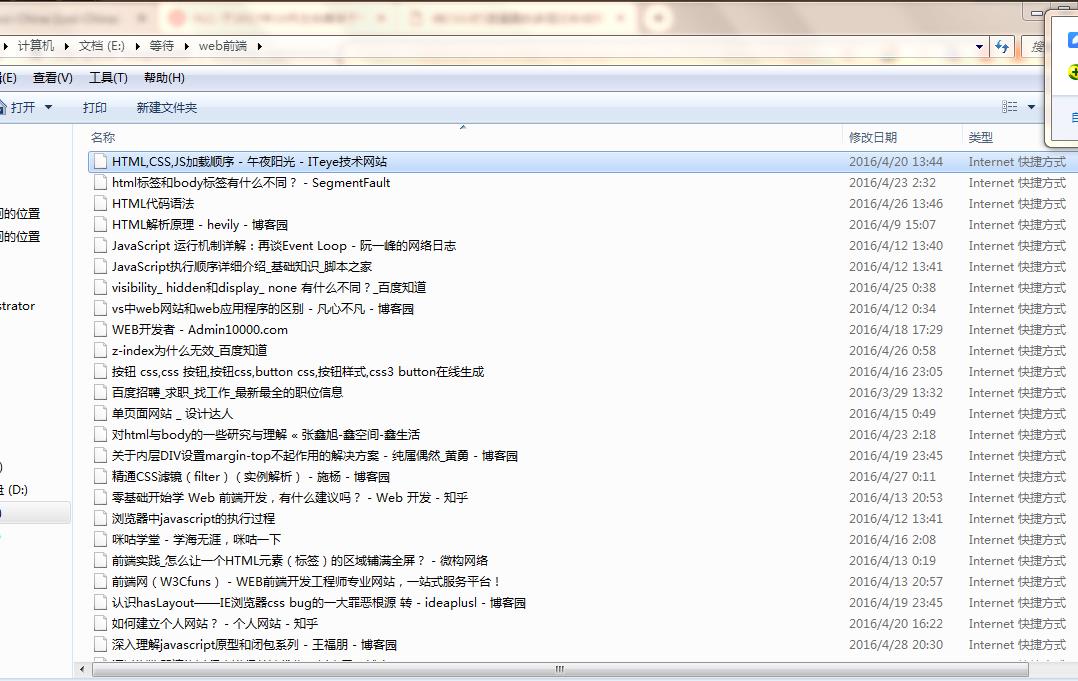 计算机 ▸ 文档 (E:) ▸ 等待 ▸ web前端 ▸
(E) 查看(V) 工具(T) 帮助(H)
打开 打印 新建文件夹
名称 修改日期 类型
HTML,CSS,JS加载顺序 - 午夜阳光 - ITeye技术网站 2016/4/20 13:44 Internet 快捷方式
html标签和body标签有什么不同？ - SegmentFault 2016/4/23 2:32 Internet 快捷方式
HTML代码语法 2016/4/26 13:46 Internet 快捷方式
HTML解析原理 - hevily - 博客园 2016/4/9 15:07 Internet 快捷方式
JavaScript 运行机制详解：再谈Event Loop - 阮一峰的网络日志 2016/4/12 13:40 Internet 快捷方式
JavaScript执行顺序详细介绍_基础知识_脚本之家 2016/4/12 13:41 Internet 快捷方式
visibility_ hidden和display_ none 有什么不同？_百度知道 2016/4/25 0:38 Internet 快捷方式
vs中web网站和web应用程序的区别 - 凡心不凡 - 博客园 2016/4/12 0:34 Internet 快捷方式
WEB开发者 - Admin10000.com 2016/4/18 17:29 Internet 快捷方式
z-index为什么无效_百度知道 2016/4/26 0:58 Internet 快捷方式
按钮 css,css 按钮,按钮css,button css,按钮样式,css3 button在线生成 2016/4/16 23:05 Internet 快捷方式
百度招聘_求职_找工作_最新最全的职位信息 2016/3/29 13:32 Internet 快捷方式
单页面网站 _ 设计达人 2016/4/15 0:49 Internet 快捷方式
对html与body的一些研究与理解 « 张鑫旭-鑫空间-鑫生活 2016/4/23 2:18 Internet 快捷方式
关于内层DIV设置margin-top不起作用的解决方案 - 纯属偶然_黄勇 - 博客园 2016/4/19 23:45 Internet 快捷方式
精通CSS滤镜（filter）（实例解析） - 施杨 - 博客园 2016/4/27 0:11 Internet 快捷方式
零基础开始学 Web 前端开发，有什么建议吗？ - Web 开发 - 知乎 2016/4/13 20:53 Internet 快捷方式
浏览器中javascript的执行过程 2016/4/12 13:41 Internet 快捷方式
咪咕学堂 - 学海无涯，咪咕一下 2016/4/16 2:08 Internet 快捷方式
前端实践_怎么让一个HTML元素（标签）的区域铺满全屏？ - 微构网络 2016/4/13 0:19 Internet 快捷方式
前端网（W3Cfuns） - WEB前端开发工程师专业网站，一站式服务平台！ 2016/4/13 20:57 Internet 快捷方式
认识hasLayout——IE浏览器css bug的一大罪恶根源 转 - ideaplusl - 博客园 2016/4/19 23:45 Internet 快捷方式
如何建立个人网站？ - 个人网站 - 知乎 2016/4/20 16:22 Internet 快捷方式
深入理解javascript原型和闭包系列 - 王福朋 - 博客园 2016/4/28 20:30 Internet 快捷方式
的位置
的位置
strator
(D:)